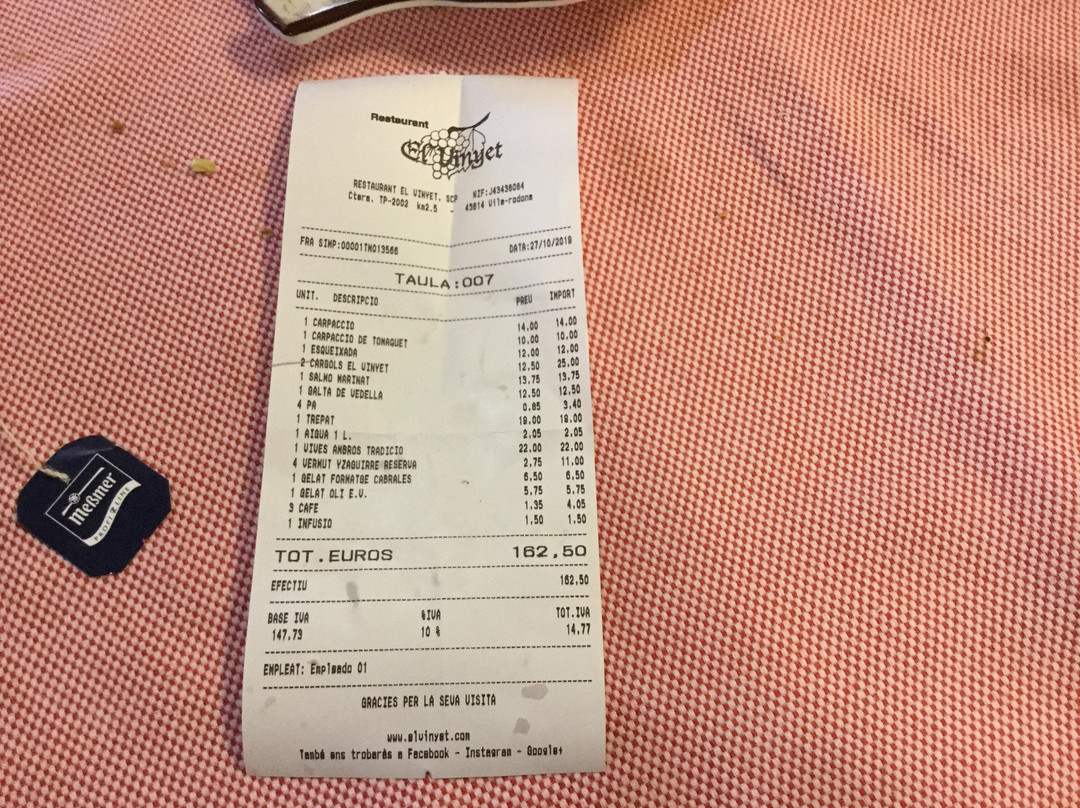 Restaurant
El Vinyet
RESTAURANT EL VINYET, SCP NIF:J43436064
Ctera. TP-2002 km2.5 - 43814 Vila-rodona
FRA SIMP:00001TM013566 DATA:27/10/2018
TAULA:007
UNIT. DESCRIPCIO PREU IMPORT
1 CARPACCIO 14.00 14.00
1 CARPACCIO DE TOMAQUET 10.00 10.00
1 ESQUEIXADA 12.00 12.00
2 CARGOLS EL VINYET 12.50 25.00
1 SALMO MARINAT 13.75 13.75
1 GALTA DE VEDELLA 12.50 12.50
4 PA 0.85 3.40
1 TREPAT 19.00 19.00
1 AIGUA 1 L. 2.05 2.05
1 VIVES AMBROS TRADICIO 22.00 22.00
4 VERMUT YZAGUIRRE RESERVA 2.75 11.00
1 GELAT FORMATGE CABRALES 6.50 6.50
1 GELAT OLI E.V. 5.75 5.75
3 CAFE 1.35 4.05
1 INFUSIO 1.50 1.50
TOT.EUROS 162,50
EFECTIU 162,50
BASE IVA %IVA TOT.IVA
147,73 10 % 14,77
EMPLEAT: Empleado 01
GRACIES PER LA SEVA VISITA
www.elvinyet.com
També ens trobaràs a Facebook - Instagram - Google+
Meßmer
PROFI LINE